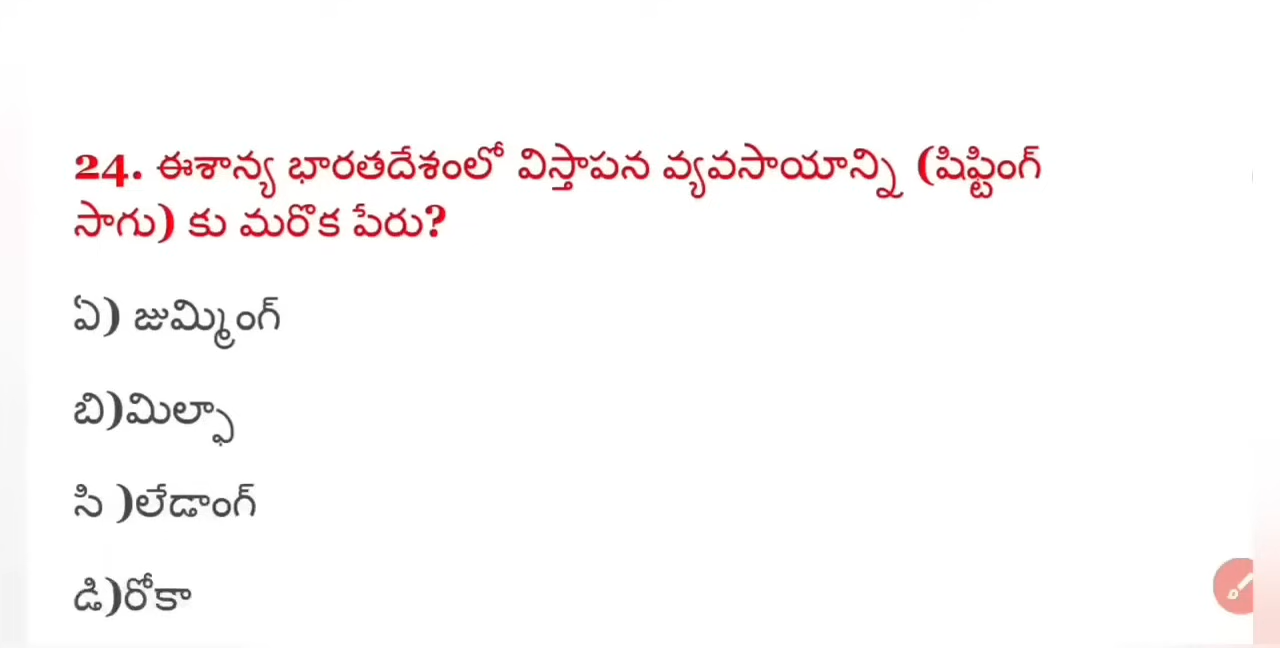 24. ఈశాన్య భారతదేశంలో విస్తాపన వ్యవసాయాన్ని (షిఫ్టింగ్
సాగు) కు మరొక పేరు?
ఏ) జుమ్మింగ్
బి)మిల్ఫా
సి )లేడాంగ్
డి)రోకా